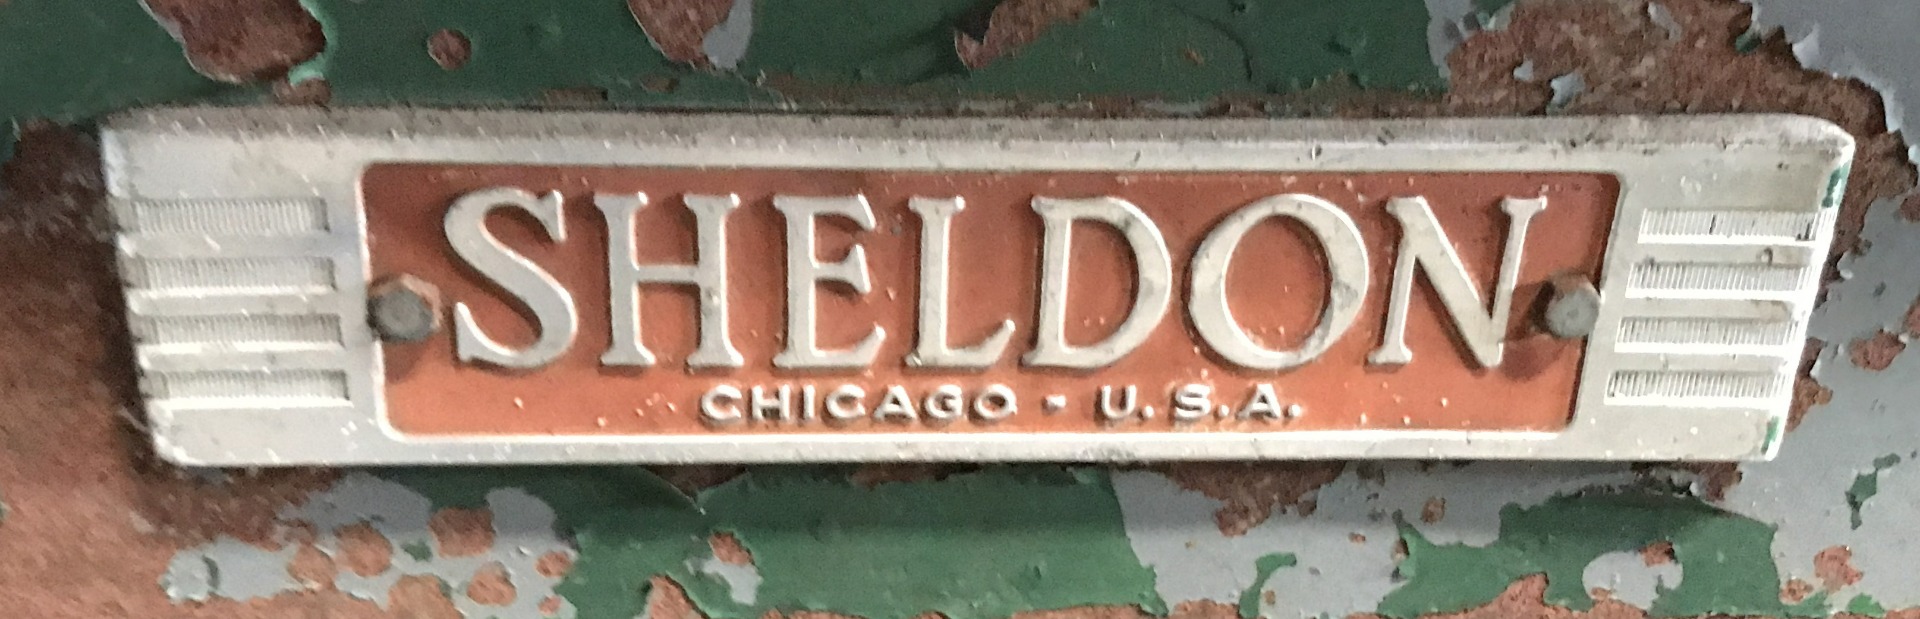 SHELDON
CHICAGO - U.S.A.